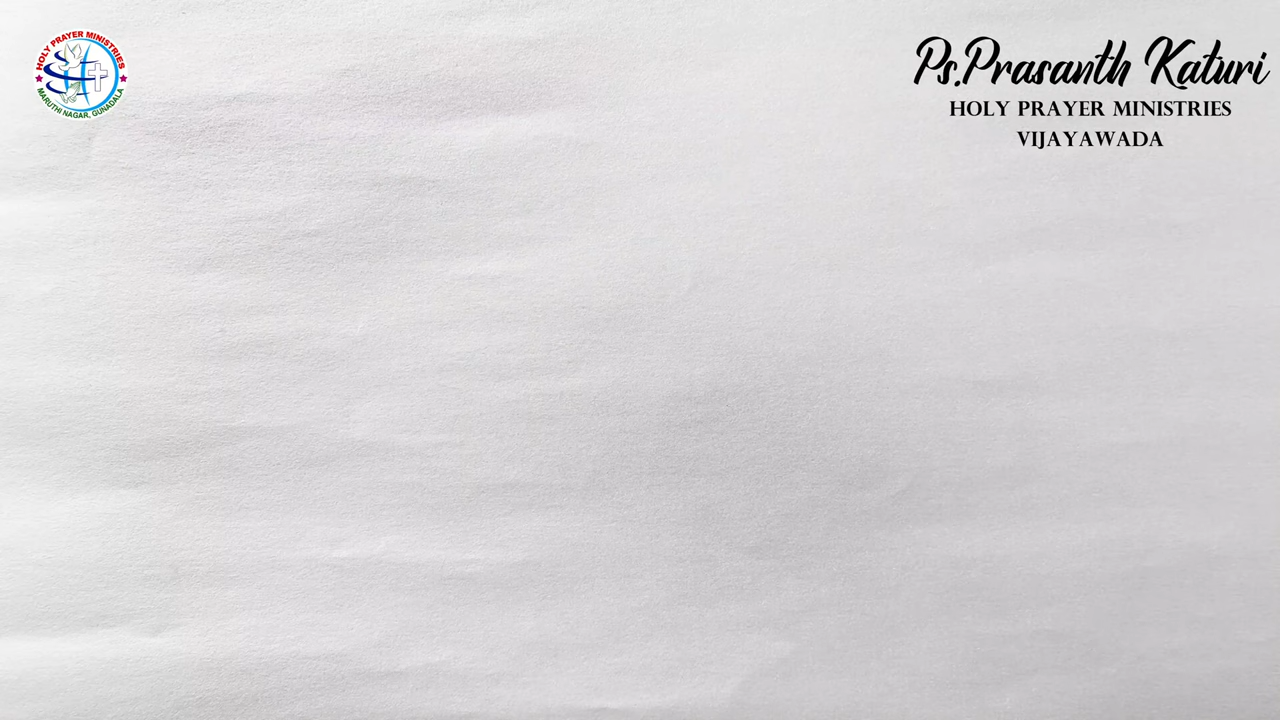 HOLY PRAYER MINISTRIES
MARUTHI NAGAR, GUNADALA
Ps.Prasanth Katuri
HOLY PRAYER MINISTRIES
VIJAYAWADA